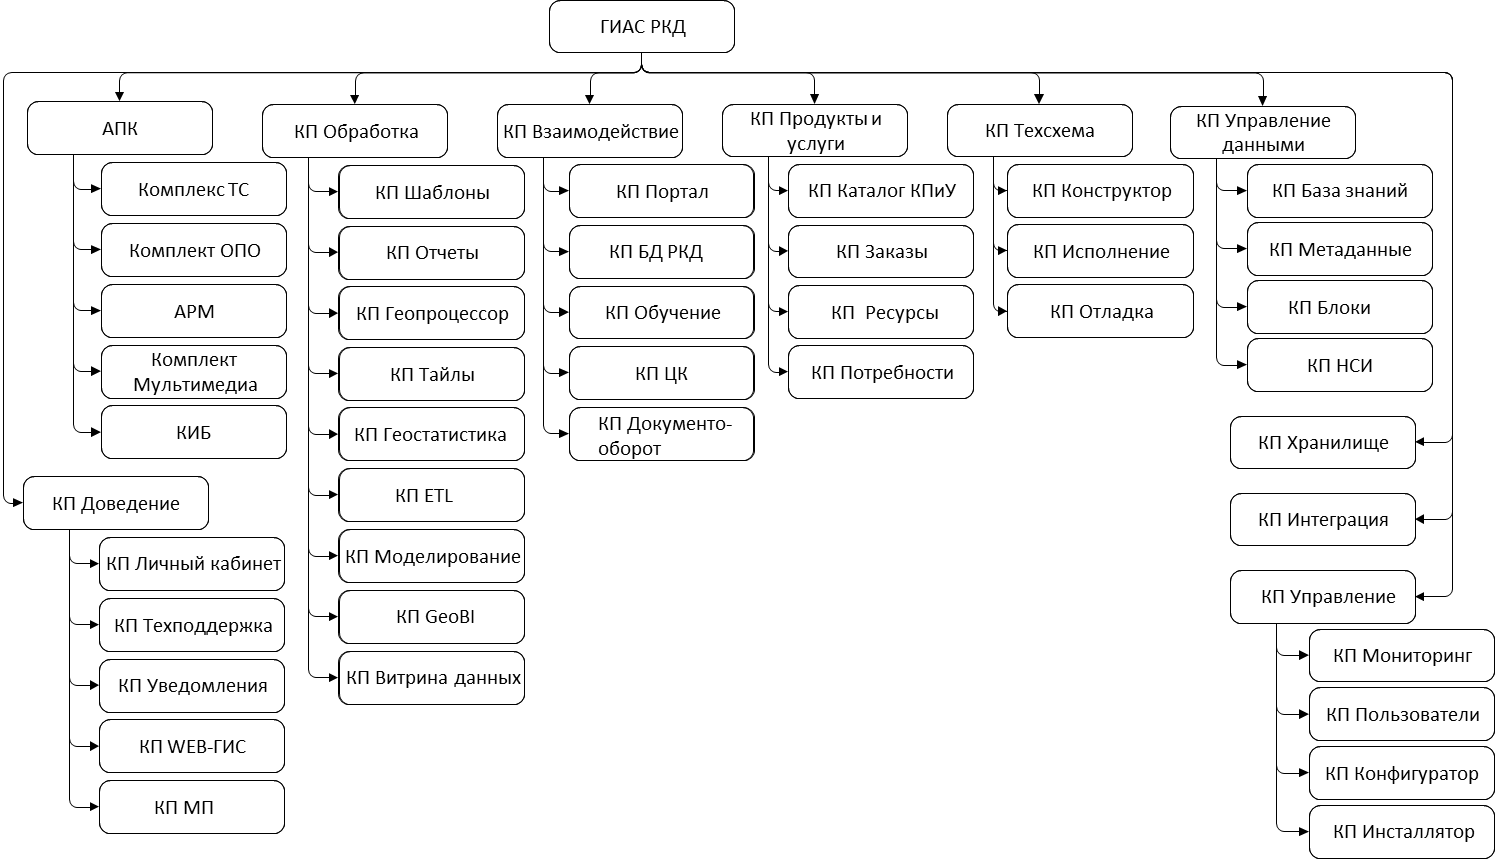 ГИАС РКД
АПК
Комплекс ТС
Комплект ОПО
АРМ
Комплект
Мультимедиа
КИБ
КП Доведение
КП Личный кабинет
КП Техподдержка
КП Уведомления
КП WEB-ГИС
КП МП
КП Обработка
КП Шаблоны
КП Отчеты
КП Геопроцессор
КП Тайлы
КП Геостатистика
КП ETL
КП Моделирование
КП GeoBI
КП Витрина данных
КП Взаимодействие
КП Портал
КП БД РКД
КП Обучение
КП ЦК
КП Документо-
оборот
КП Продукты и
услуги
КП Каталог КПиУ
КП Заказы
КП Ресурсы
КП Потребности
КП Техсхема
КП Конструктор
КП Исполнение
КП Отладка
КП Управление
данными
КП База знаний
КП Метаданные
КП Блоки
КП НСИ
КП Хранилище
КП Интеграция
КП Управление
КП Мониторинг
КП Пользователи
КП Конфигуратор
КП Инсталлятор